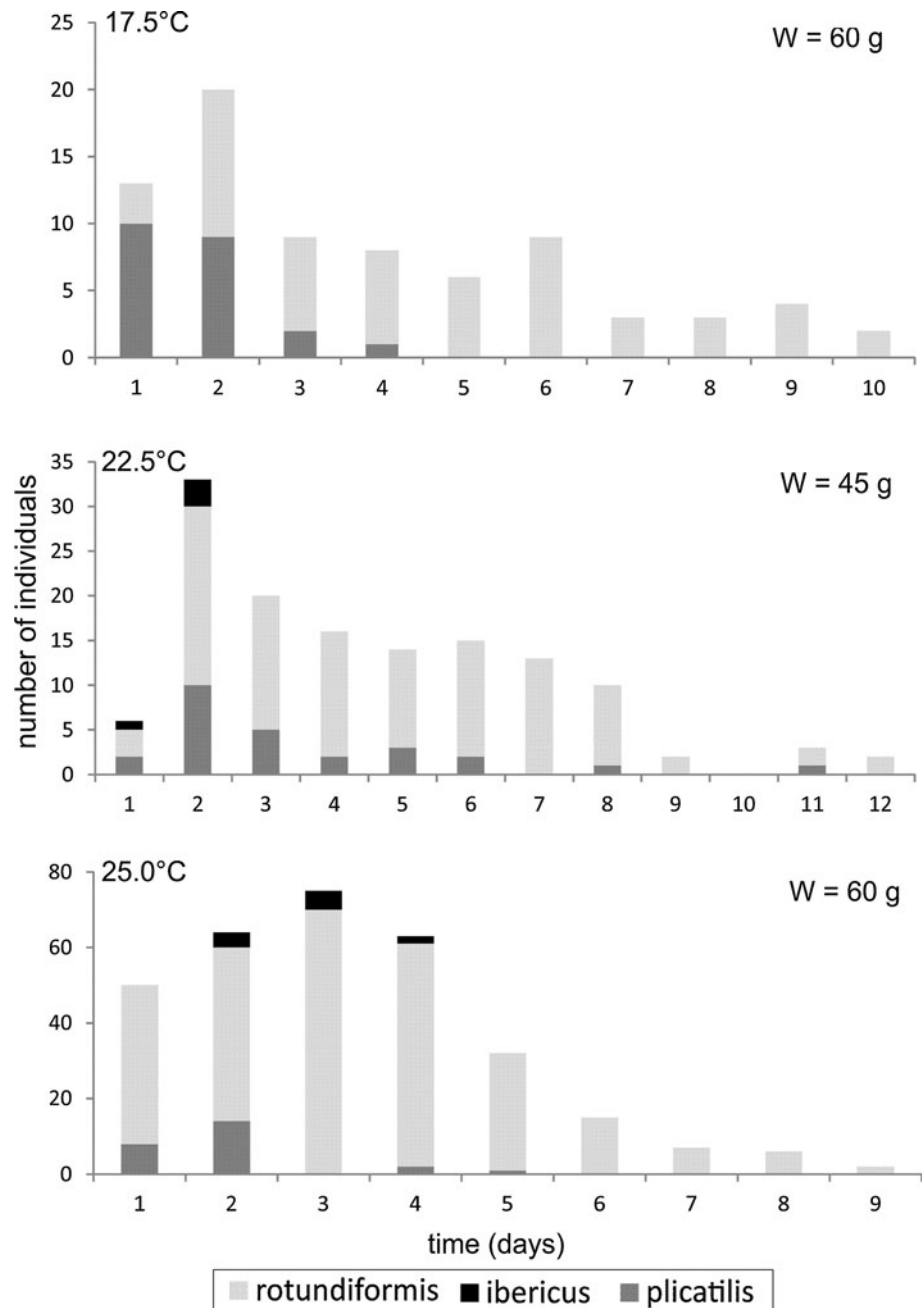 17.5°C
W = 60 g
25
20
15
10
5
0
1 2 3 4 5 6 7 8 9 10
22.5°C
W = 45 g
number of individuals
35
30
25
20
15
10
5
0
1 2 3 4 5 6 7 8 9 10 11 12
25.0°C
W = 60 g
80
60
40
20
0
1 2 3 4 5 6 7 8 9
time (days)
rotundiformis ibericus plicatilis